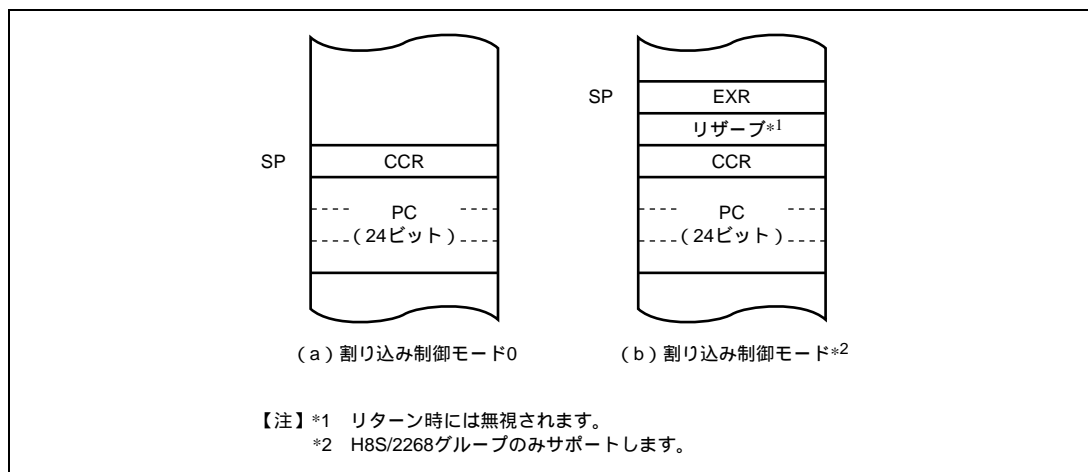 SP
CCR
PC
（24ビット）
（a）割り込み制御モード0
SP
EXR
リザーブ*1
CCR
PC
（24ビット）
（b）割り込み制御モード*2
【注】*1 リターン時には無視されます。
*2 H8S/2268グループのみサポートします。